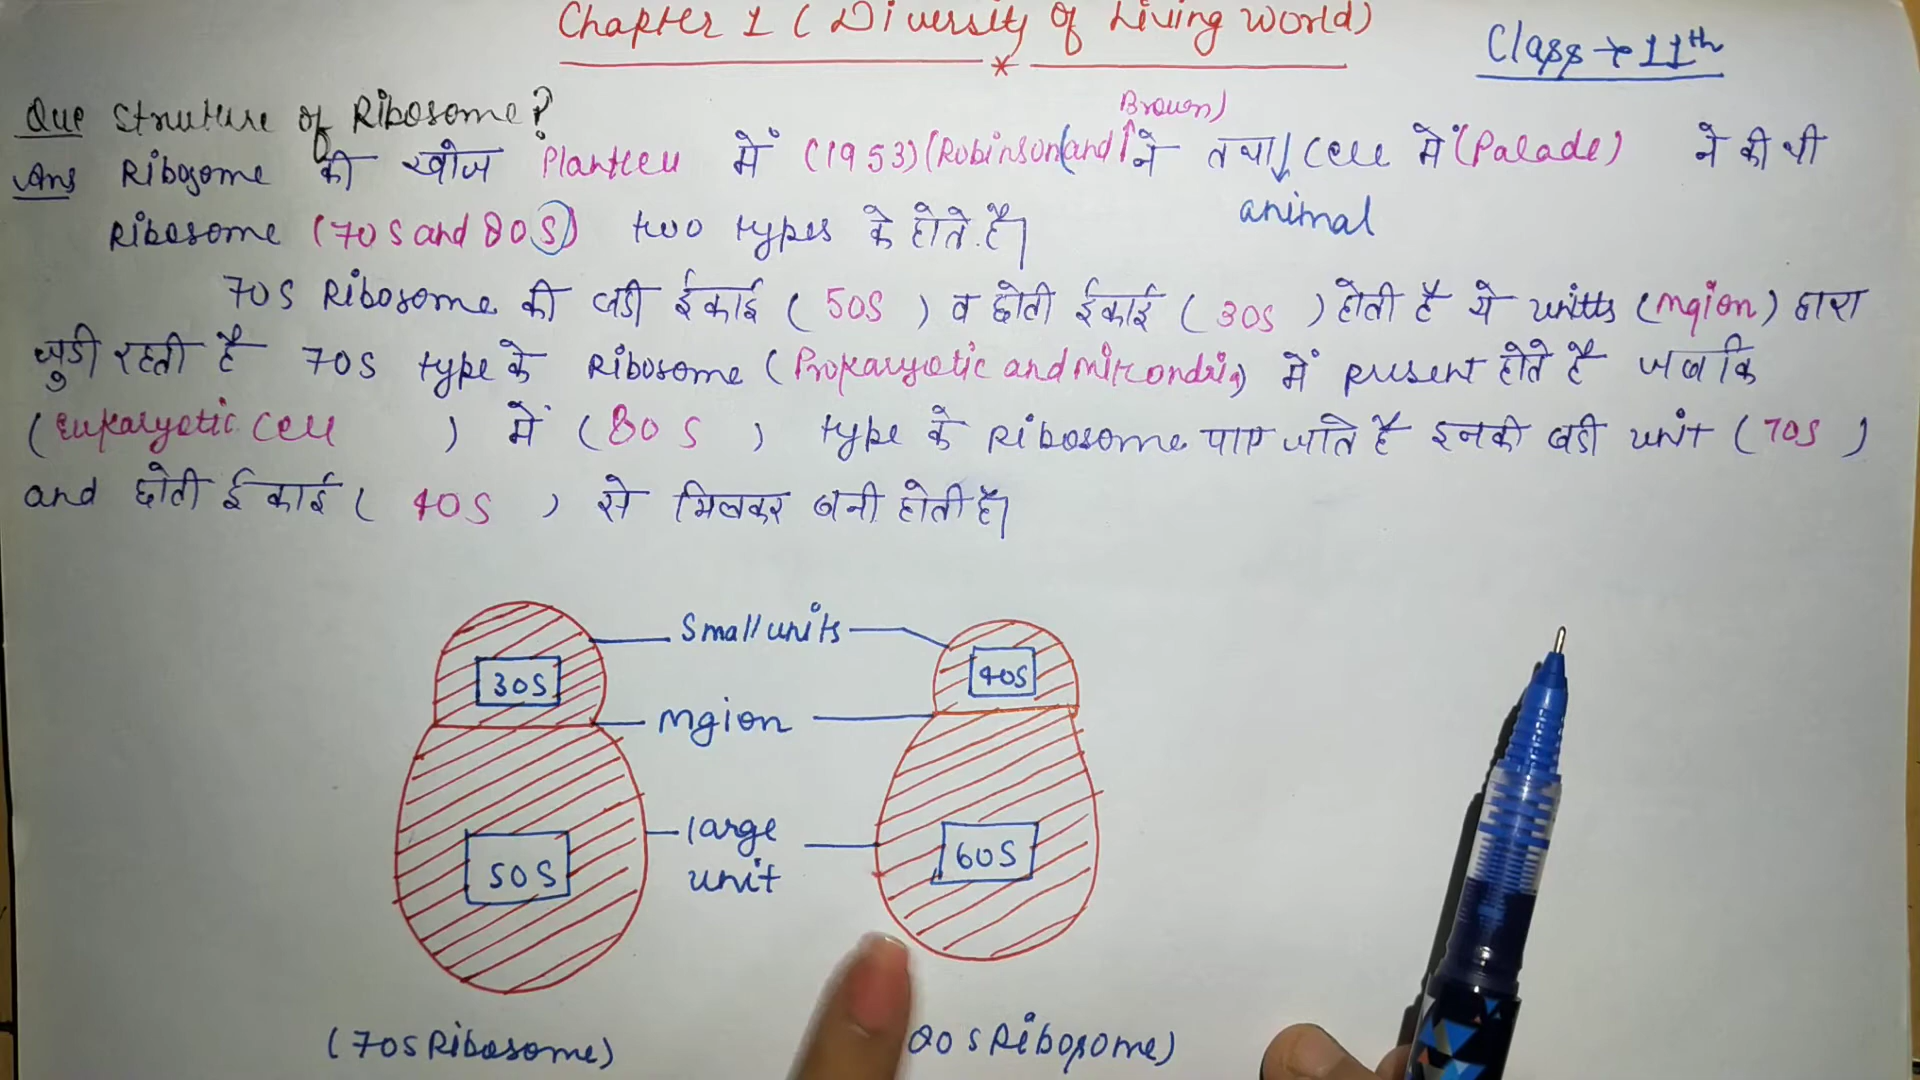 Chapter 1 (Diversity of Living World)
Class → 11th
Que Struture of Ribosome?
Brown)
Ans Ribosome की खोज Plantcell में (1953) (Robinson(and ने तथा Cell में (Palade) ने की थी
animal
Ribosome (70S and 80S) two types के होते है।
70S Ribosome की बडी ईकाई ( 50S ) व छोती ईकाई ( 30S ) होती है ये unitts (mgion) द्वारा
जुडी रहती है 70S type के Ribosome (Prokaryotic and mitcondria) में present होते है जबकि
(Eukaryotic Cell ) में (80 S ) type के Ribosome पाए जाते है इनकी बडी unit (70S )
and छोती ईकाई ( 40S ) से मिलकर बनी होती है।
Small units
30S
40S
mgion
large
unit
50S
60S
(70S Ribosome)
80 S Ribosome)